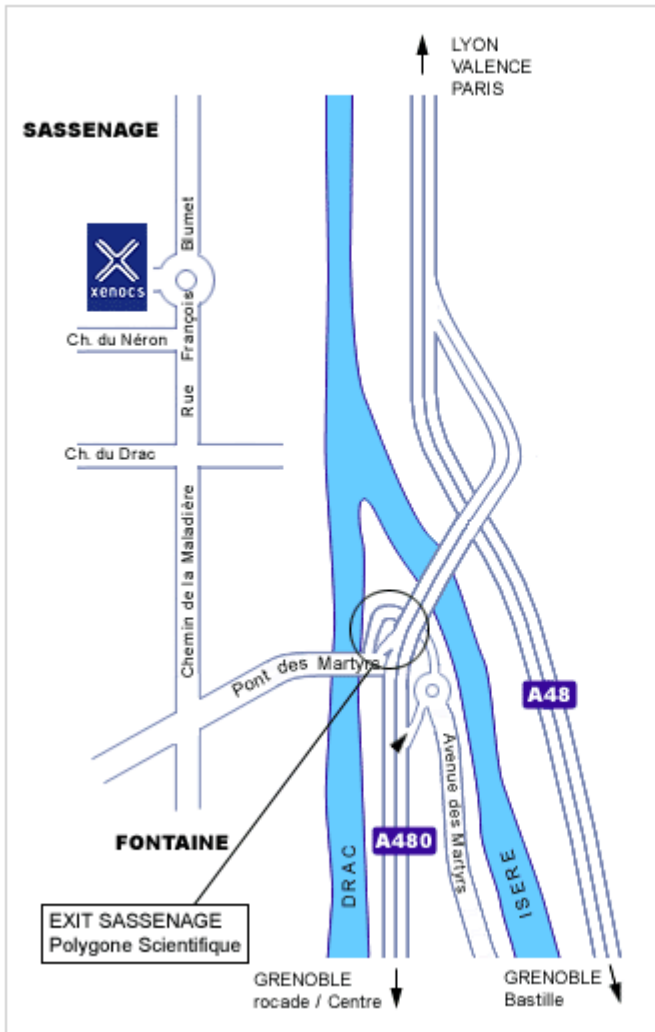 LYON
VALENCE
PARIS
SASSENAGE
Blumet
xenocs
François
Ch. du Néron
Rue
Ch. du Drac
Chemin de la Maladière
Pont des Martyrs
A48
Avenue des Martyrs
FONTAINE
A480
DRAC
ISERE
EXIT SASSENAGE
Polygone Scientifique
GRENOBLE
rocade / Centre
GRENOBLE
Bastille